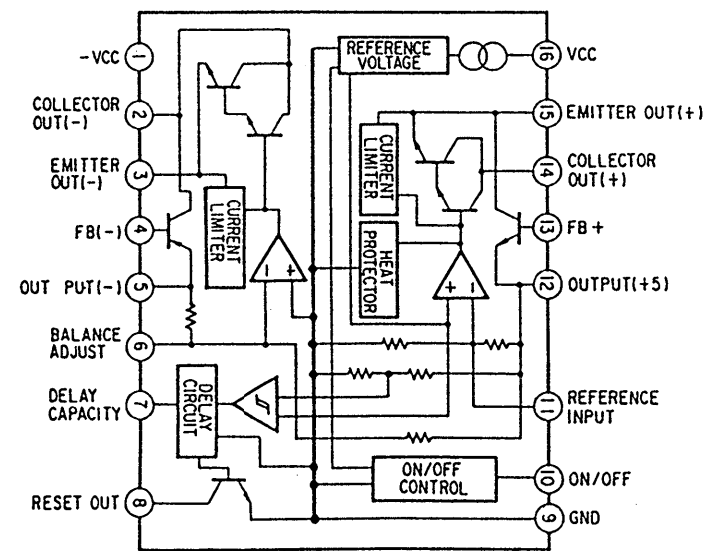 -VCC
1
COLLECTOR
OUT(-)
2
EMITTER
OUT(-)
3
FB(-)
4
OUT PUT(-)
5
BALANCE
ADJUST
6
DELAY
CAPACITY
7
RESET OUT
8
CURRENT
LIMITER
- +
DELAY
CIRCUIT
REFERENCE
VOLTAGE
CURRENT
LIMITER
HEAT
PROTECTOR
+ -
ON/OFF
CONTROL
16
VCC
15
EMITTER OUT(+)
14
COLLECTOR
OUT(+)
13
FB+
12
OUTPUT(+5)
11
REFERENCE
INPUT
10
ON/OFF
9
GND